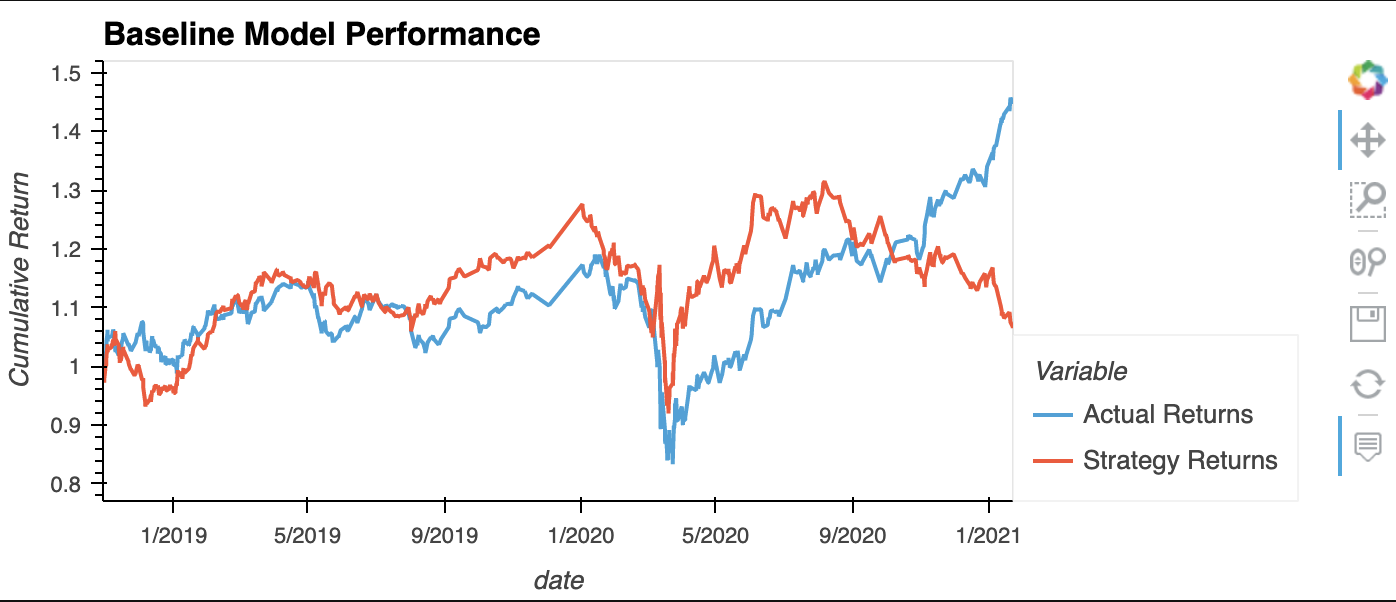 Baseline Model Performance
1.5
1.4
1.3
1.2
1.1
1
0.9
0.8
Cumulative Return
1/2019
5/2019
9/2019
1/2020
5/2020
9/2020
1/2021
date
Variable
Actual Returns
Strategy Returns